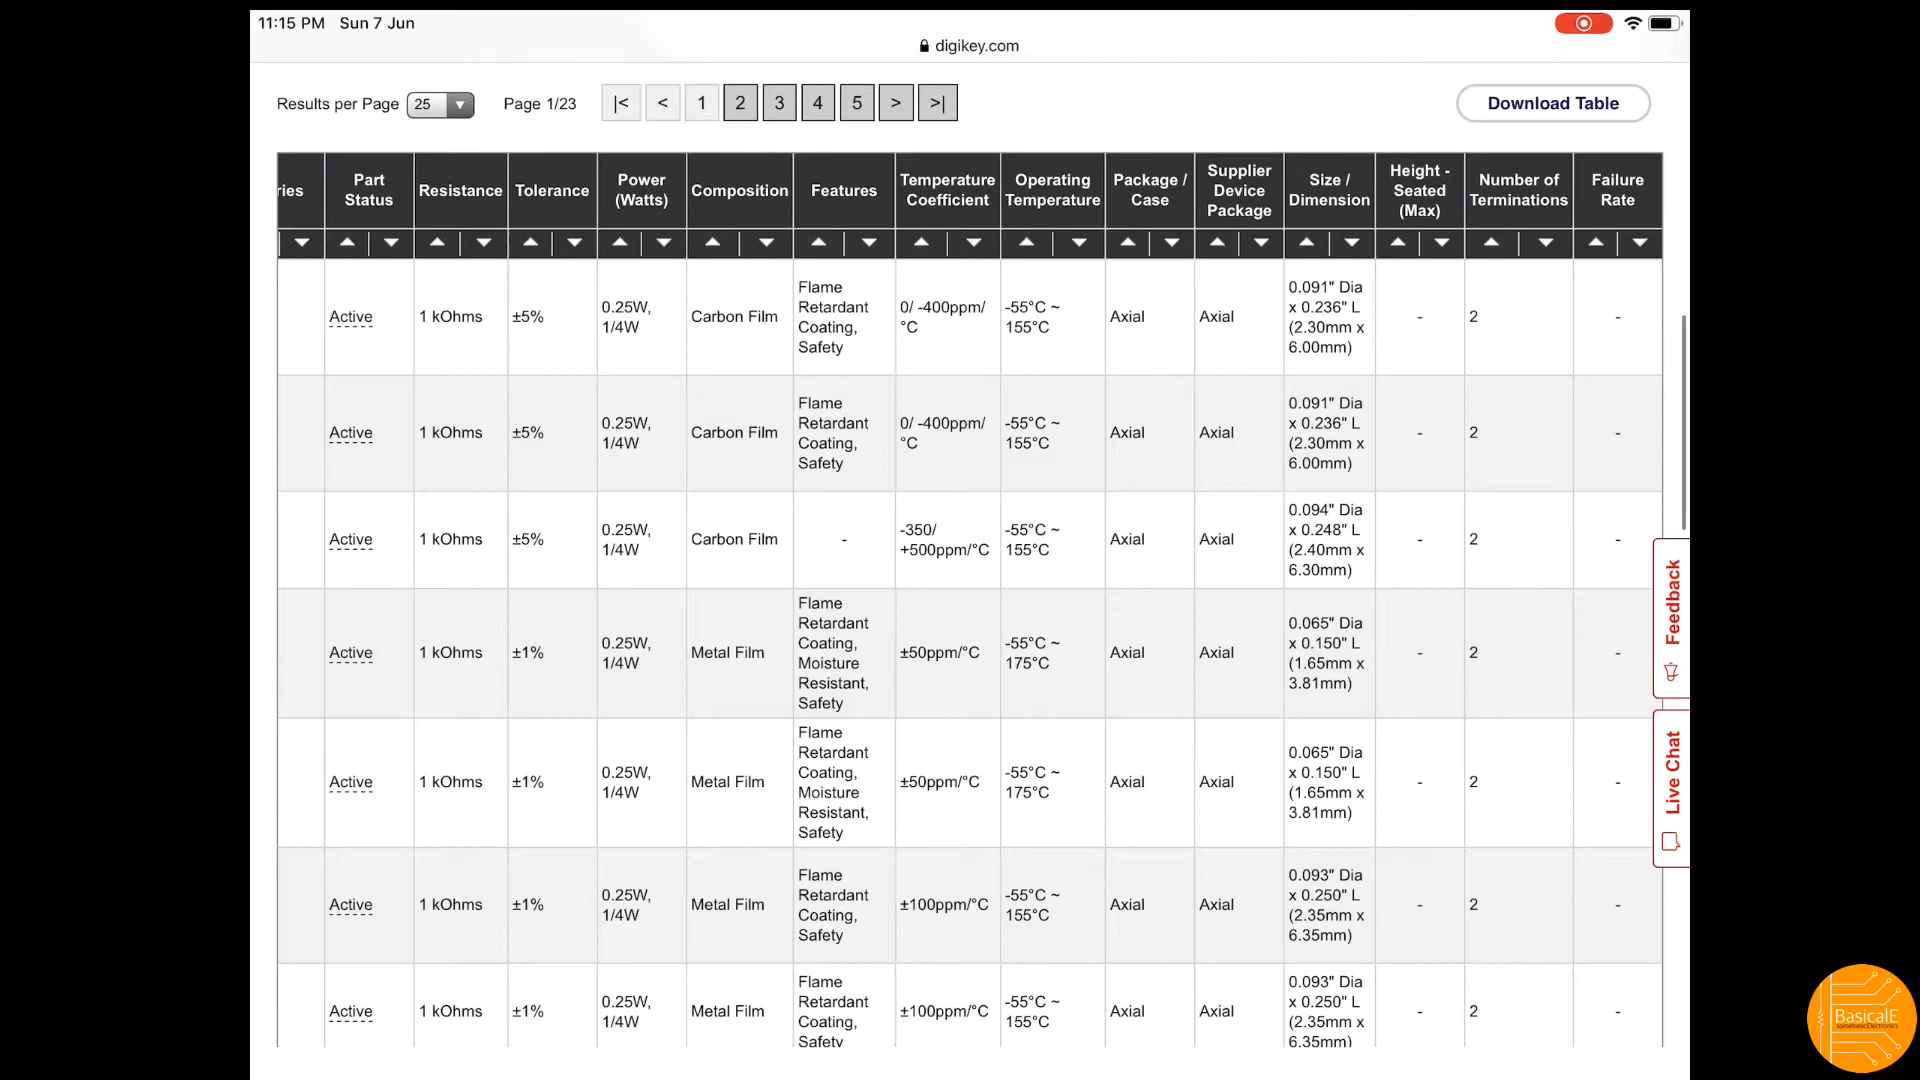 11:15 PM Sun 7 Jun
digikey.com
Results per Page 25 Page 1/23 |< < 1 2 3 4 5 > >| Download Table
ries
Part
Status
Resistance
Tolerance
Power
(Watts)
Composition
Features
Temperature
Coefficient
Operating
Temperature
Package /
Case
Supplier
Device
Package
Size /
Dimension
Height -
Seated
(Max)
Number of
Terminations
Failure
Rate
Active
1 kOhms
±5%
0.25W,
1/4W
Carbon Film
Flame
Retardant
Coating,
Safety
0/ -400ppm/
°C
-55°C ~
155°C
Axial
Axial
0.091" Dia
x 0.236" L
(2.30mm x
6.00mm)
-
2
-
Active
1 kOhms
±5%
0.25W,
1/4W
Carbon Film
Flame
Retardant
Coating,
Safety
0/ -400ppm/
°C
-55°C ~
155°C
Axial
Axial
0.091" Dia
x 0.236" L
(2.30mm x
6.00mm)
-
2
-
Active
1 kOhms
±5%
0.25W,
1/4W
Carbon Film
-
-350/
+500ppm/°C
-55°C ~
155°C
Axial
Axial
0.094" Dia
x 0.248" L
(2.40mm x
6.30mm)
-
2
-
Active
1 kOhms
±1%
0.25W,
1/4W
Metal Film
Flame
Retardant
Coating,
Moisture
Resistant,
Safety
±50ppm/°C
-55°C ~
175°C
Axial
Axial
0.065" Dia
x 0.150" L
(1.65mm x
3.81mm)
-
2
-
Active
1 kOhms
±1%
0.25W,
1/4W
Metal Film
Flame
Retardant
Coating,
Moisture
Resistant,
Safety
±50ppm/°C
-55°C ~
175°C
Axial
Axial
0.065" Dia
x 0.150" L
(1.65mm x
3.81mm)
-
2
-
Active
1 kOhms
±1%
0.25W,
1/4W
Metal Film
Flame
Retardant
Coating,
Safety
±100ppm/°C
-55°C ~
155°C
Axial
Axial
0.093" Dia
x 0.250" L
(2.35mm x
6.35mm)
-
2
-
Active
1 kOhms
±1%
0.25W,
1/4W
Metal Film
Flame
Retardant
Coating,
Safety
±100ppm/°C
-55°C ~
155°C
Axial
Axial
0.093" Dia
x 0.250" L
(2.35mm x
6.35mm)
-
2
-
Feedback
Live Chat
BasicalE
somebasicElectronics